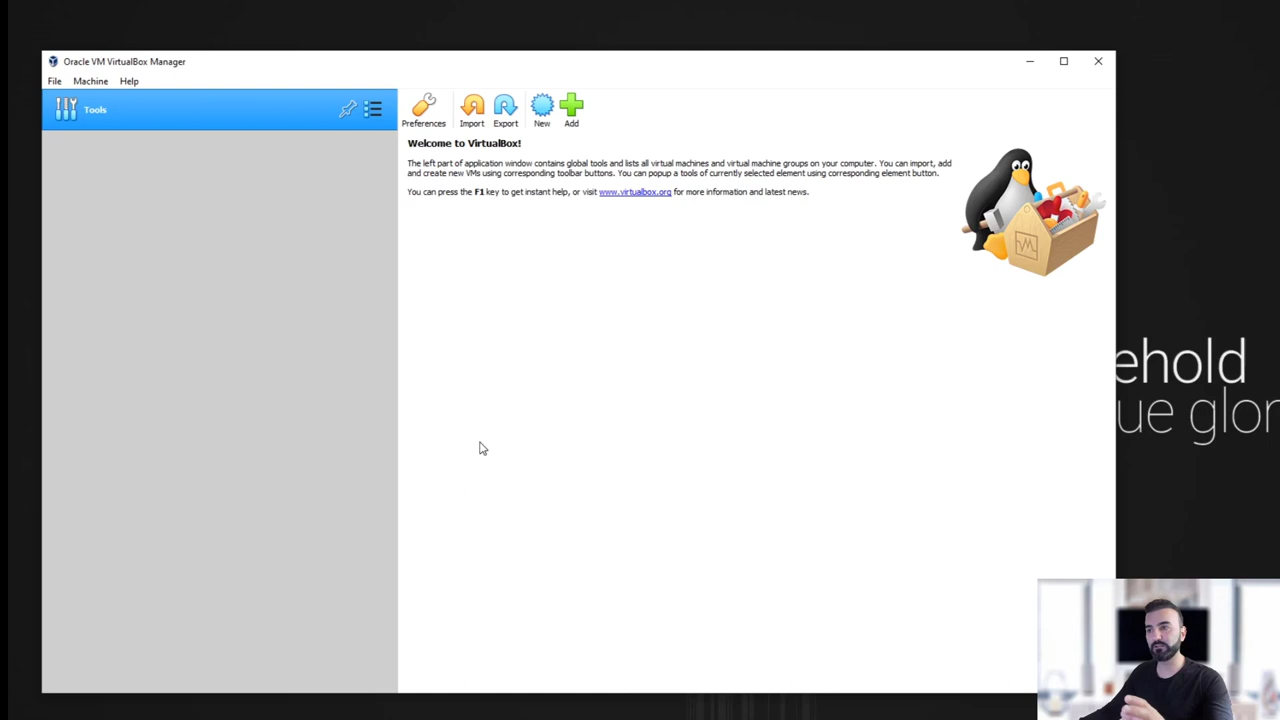 Oracle VM VirtualBox Manager
File Machine Help
Tools
Preferences Import Export New Add
Welcome to VirtualBox!
The left part of application window contains global tools and lists all virtual machines and virtual machine groups on your computer. You can import, add
and create new VMs using corresponding toolbar buttons. You can popup a tools of currently selected element using corresponding element button.
You can press the F1 key to get instant help, or visit www.virtualbox.org for more information and latest news.
ehold
ue glor